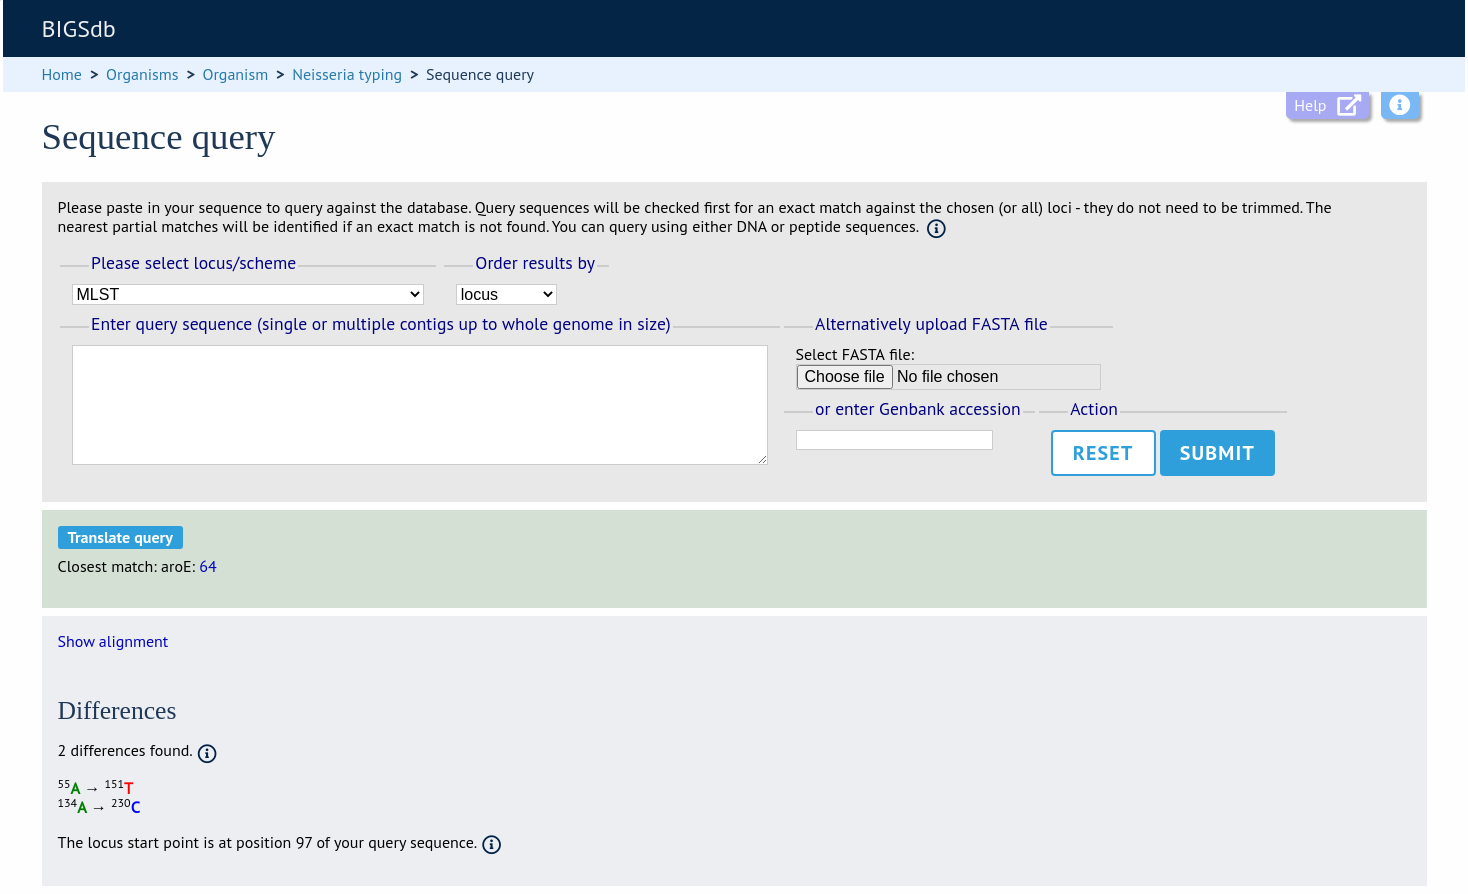 BIGSdb
Home > Organisms > Organism > Neisseria typing > Sequence query
Help
Sequence query
Please paste in your sequence to query against the database. Query sequences will be checked first for an exact match against the chosen (or all) loci - they do not need to be trimmed. The
nearest partial matches will be identified if an exact match is not found. You can query using either DNA or peptide sequences.
Please select locus/scheme
Order results by
MLST
locus
Enter query sequence (single or multiple contigs up to whole genome in size)
Alternatively upload FASTA file
Select FASTA file:
Choose file No file chosen
or enter Genbank accession
Action
RESET
SUBMIT
Translate query
Closest match: aroE: 64
Show alignment
Differences
2 differences found.
55A → 151T
134A → 230C
The locus start point is at position 97 of your query sequence.